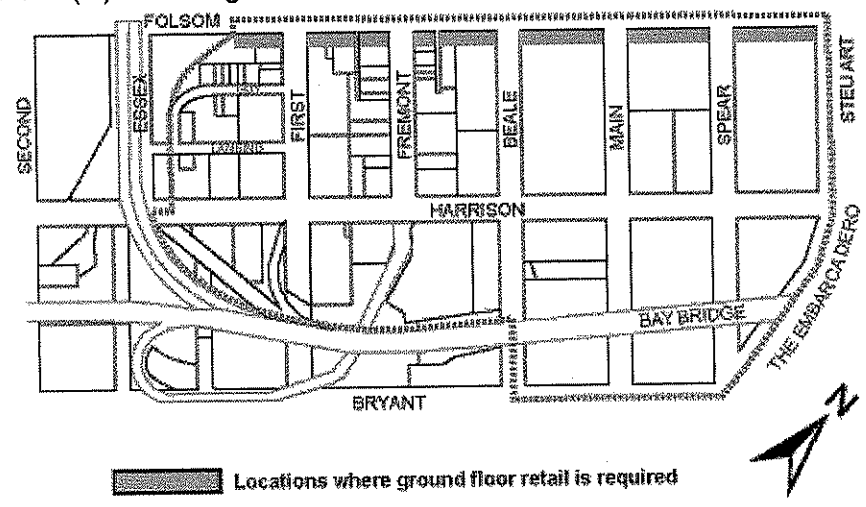 FOLSOM
SECOND
ESSEX
FIRST
FREMONT
BEALE
MAIN
SPEAR
STEUART
LANSING
HARRISON
THE EMBARCADERO
BAY BRIDGE
BRYANT
N
Locations where ground floor retail is required